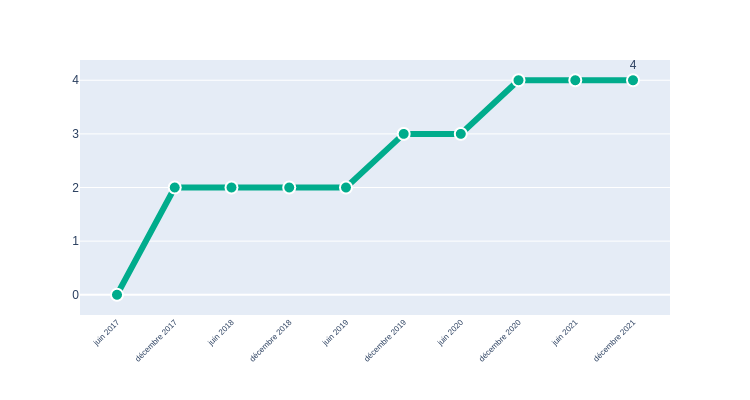 4
4
3
2
1
0
juin 2017
décembre 2017
juin 2018
décembre 2018
juin 2019
décembre 2019
juin 2020
décembre 2020
juin 2021
décembre 2021